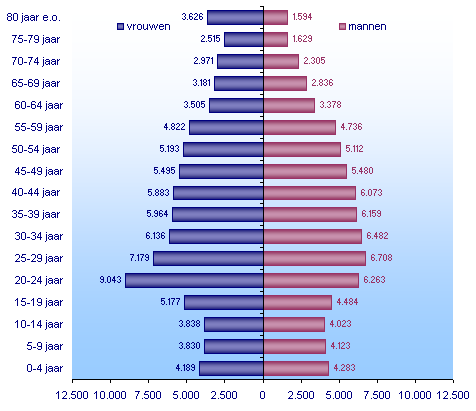 80 jaar e.o. 3.626 1.594
vrouwen mannen
75-79 jaar 2.515 1.629
70-74 jaar 2.971 2.305
65-69 jaar 3.181 2.836
60-64 jaar 3.505 3.378
55-59 jaar 4.822 4.736
50-54 jaar 5.193 5.112
45-49 jaar 5.495 5.480
40-44 jaar 5.883 6.073
35-39 jaar 5.964 6.159
30-34 jaar 6.136 6.482
25-29 jaar 7.179 6.708
20-24 jaar 9.043 6.263
15-19 jaar 5.177 4.484
10-14 jaar 3.838 4.023
5-9 jaar 3.830 4.123
0-4 jaar 4.189 4.283
12.500 10.000 7.500 5.000 2.500 0 2.500 5.000 7.500 10.000 12.500